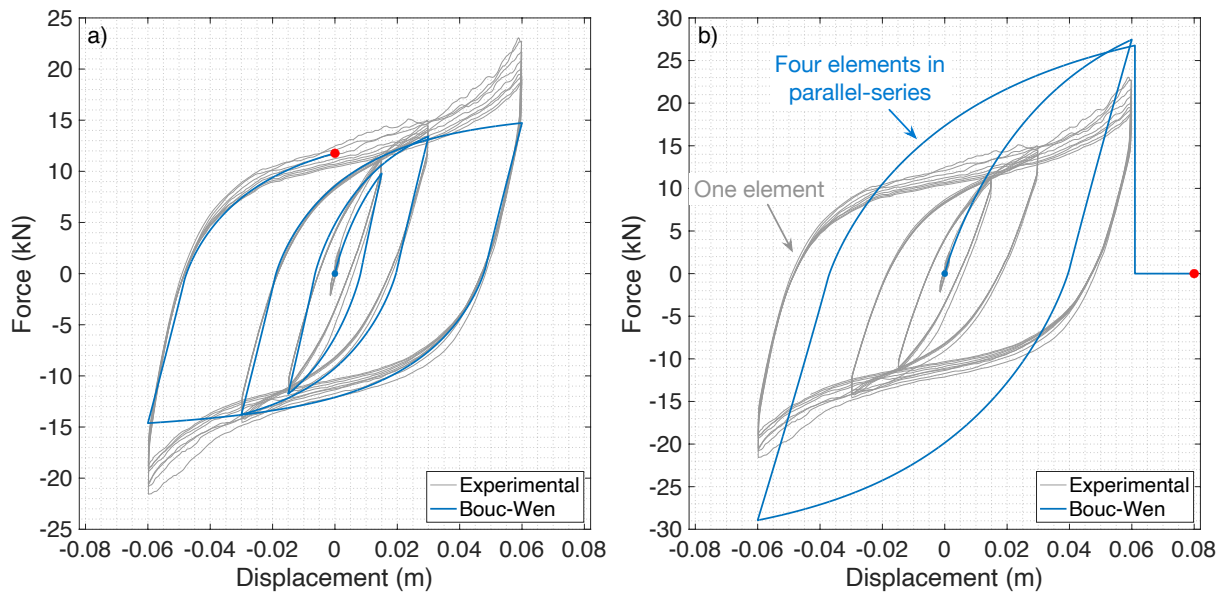 a)
25
20
15
10
5
0
-5
-10
-15
-20
-25
-0.08 -0.06 -0.04 -0.02 0 0.02 0.04 0.06 0.08
Force (kN)
Displacement (m)
Experimental
Bouc-Wen
b)
30
25
20
15
10
5
0
-5
-10
-15
-20
-25
-30
-0.08 -0.06 -0.04 -0.02 0 0.02 0.04 0.06 0.08
Force (kN)
Displacement (m)
Four elements in
parallel-series
One element
Experimental
Bouc-Wen